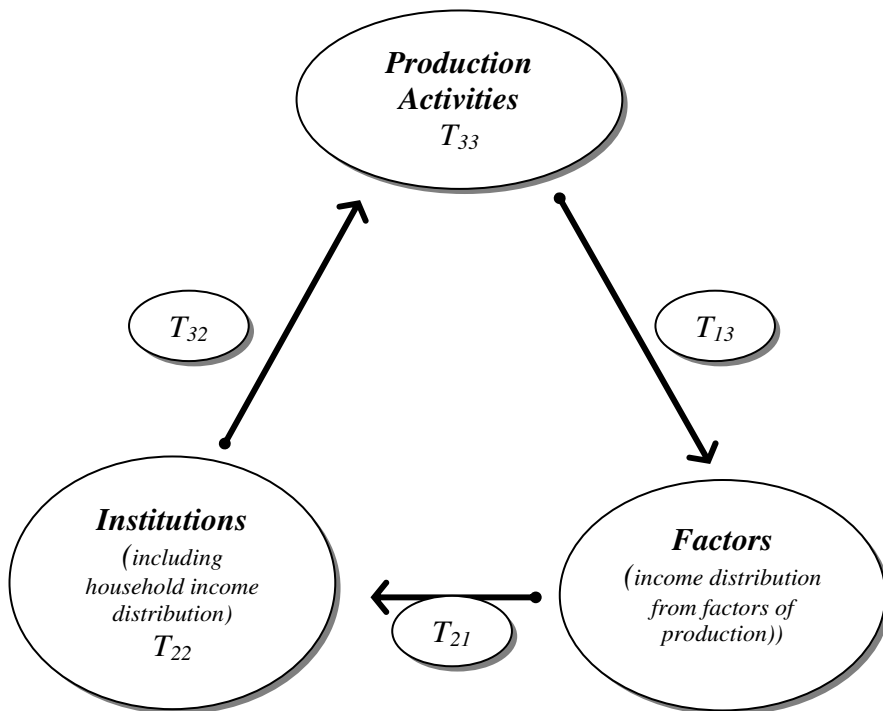 Production
Activities
T33
T32
T13
Institutions
(including
household income
distribution)
T22
Factors
(income distribution
from factors of
production))
T21